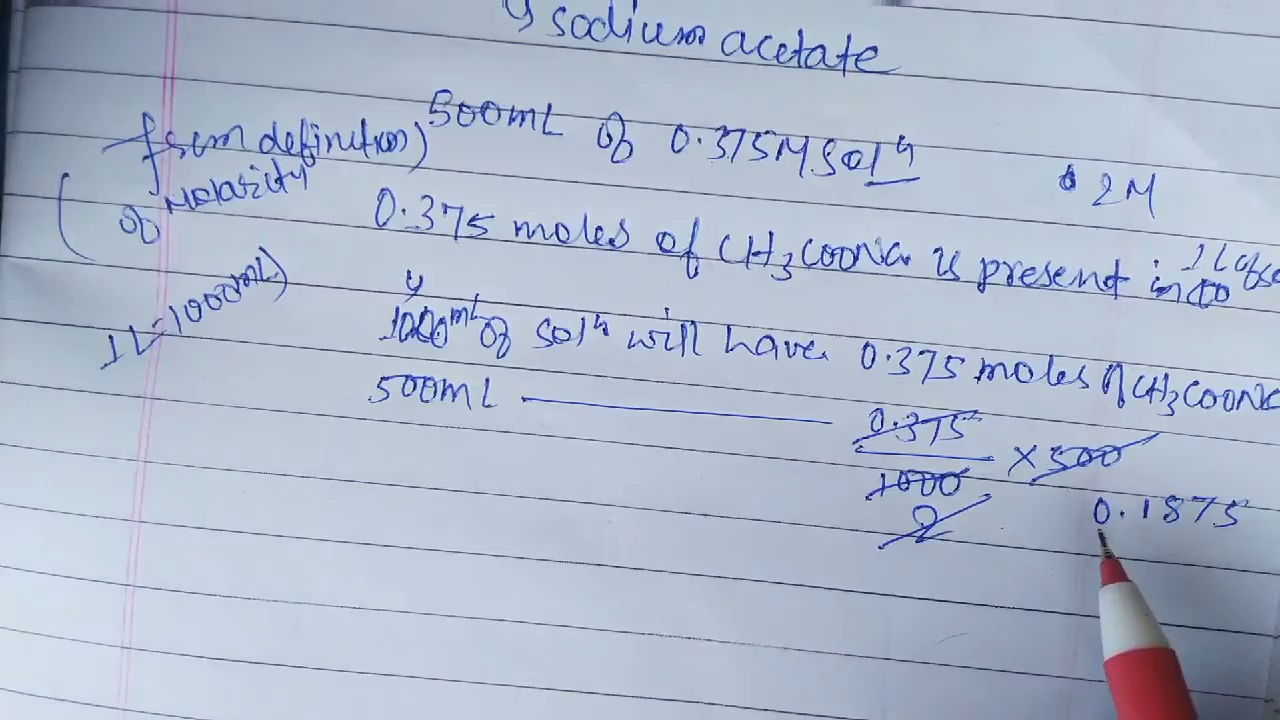 sodium acetate
from definition) 500mL of 0.375M solⁿ
of Molarity
2M
0.375 moles of CH3COONa is present in to 1L of
1L=1000mL)
1000mL of solⁿ will have 0.375 moles of CH3COONa
500mL
0.375
1000
× 500
2
0.1875